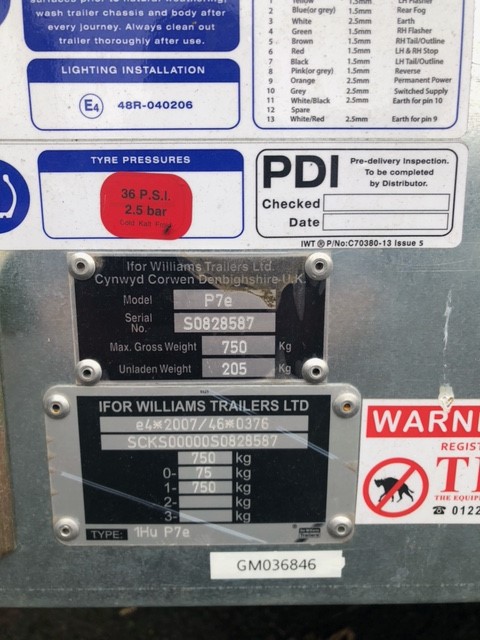 wash trailer chassis and body after
every journey. Always clean out
trailer thoroughly after use.
LIGHTING INSTALLATION
E4 48R-040206
1 Yellow 1.5mm LH Flasher
2 Blue(or grey) 1.5mm Rear Fog
3 White 2.5mm Earth
4 Green 1.5mm RH Flasher
5 Brown 1.5mm RH Tail/Outline
6 Red 1.5mm LH & RH Stop
7 Black 1.5mm LH Tail/Outline
8 Pink(or grey) 1.5mm Reverse
9 Orange 2.5mm Permanent Power
10 Grey 2.5mm Switched Supply
11 White/Black 2.5mm Earth for pin 10
12 Spare
13 White/Red 2.5mm Earth for pin 9
TYRE PRESSURES
36 P.S.I.
2.5 bar
PDI
Pre-delivery Inspection.
To be completed
by Distributor.
Checked
Date
IWT ® P/No:C70380-13 Issue 5
Ifor Williams Trailers Ltd.
Cynwyd Corwen Denbighshire U.K.
Model P7e
Serial No. S0828587
Max. Gross Weight 750 Kg
Unladen Weight 205 Kg
IFOR WILLIAMS TRAILERS LTD
e4*2007/46*0376
SCKS00000S0828587
750 kg
0- 75 kg
1- 750 kg
2- kg
3- kg
TYPE: 1Hu P7e
GM036846
WARN
REGIST
THE EQUIP
☎ 0122